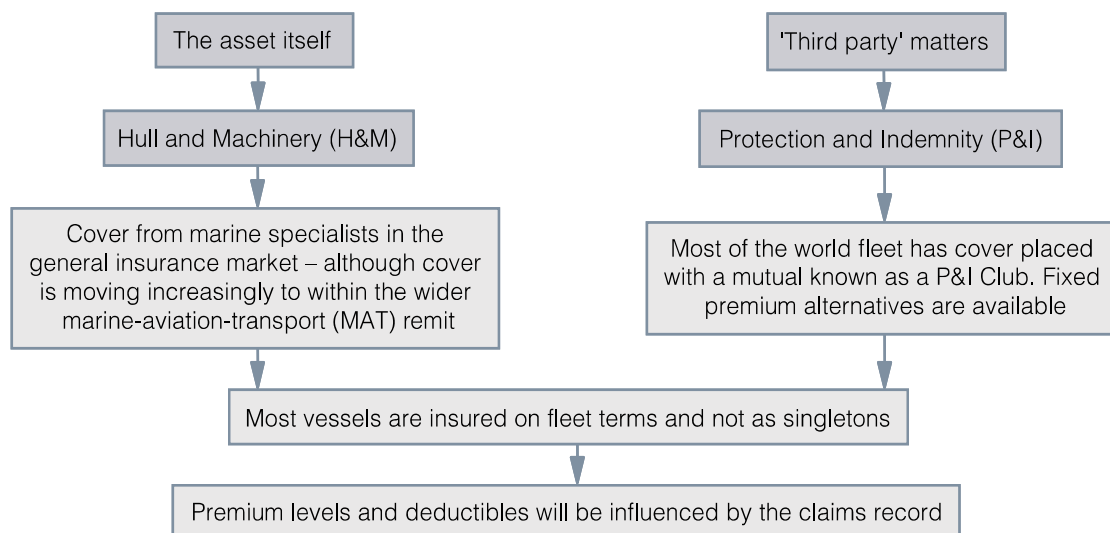 The asset itself
'Third party' matters
Hull and Machinery (H&M)
Protection and Indemnity (P&I)
Cover from marine specialists in the
general insurance market – although cover
is moving increasingly to within the wider
marine-aviation-transport (MAT) remit
Most of the world fleet has cover placed
with a mutual known as a P&I Club. Fixed
premium alternatives are available
Most vessels are insured on fleet terms and not as singletons
Premium levels and deductibles will be influenced by the claims record